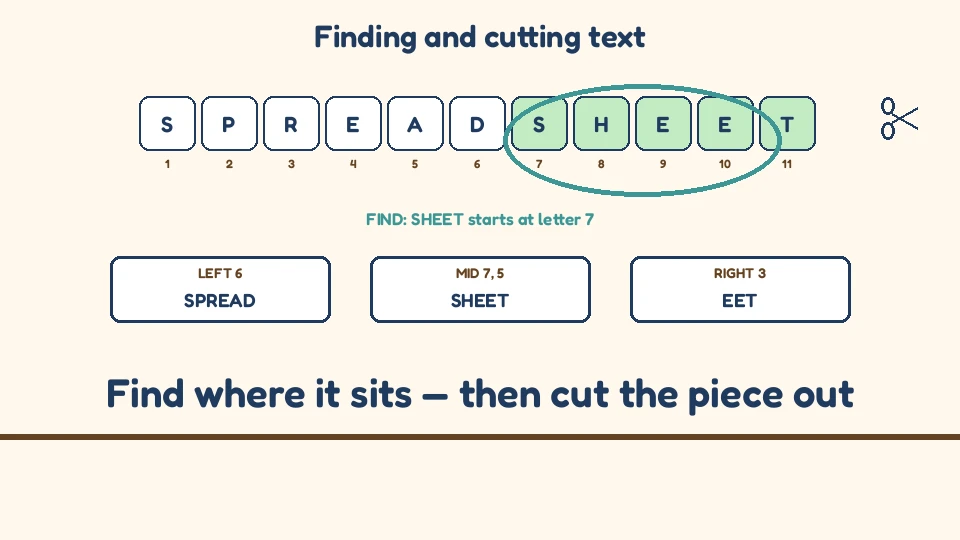 Finding and cutting text
S P R E A D S H E E T
1 2 3 4 5 6 7 8 9 10 11
FIND: SHEET starts at letter 7
LEFT 6 MID 7, 5 RIGHT 3
SPREAD SHEET EET
Find where it sits — then cut the piece out